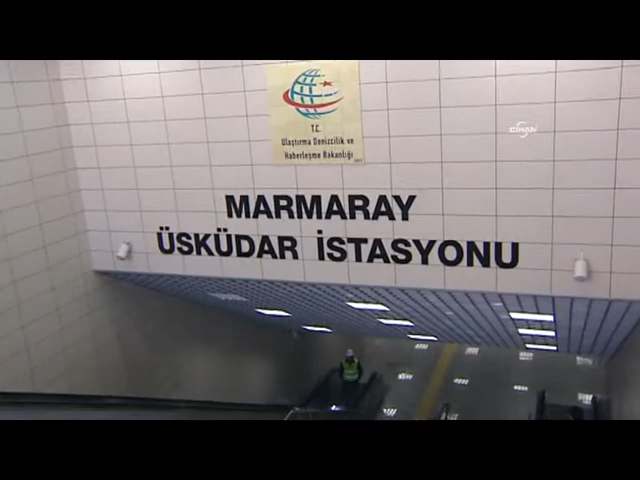 T.C.
Ulaştırma Denizcilik ve
Haberleşme Bakanlığı
CİHAN
MARMARAY
ÜSKÜDAR İSTASYONU